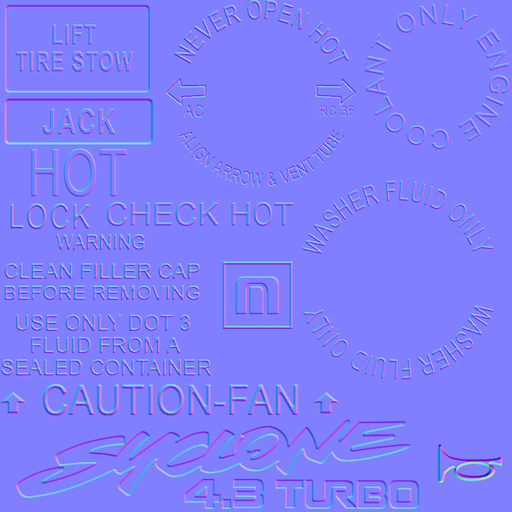 LIFT
TIRE STOW
JACK
NEVER OPEN HOT
AC
RC 36
ALIGN ARROW & VENT TUBE
COOLANT ONLY ENGINE
HOT
LOCK CHECK HOT
WARNING
CLEAN FILLER CAP
BEFORE REMOVING
USE ONLY DOT 3
FLUID FROM A
SEALED CONTAINER
n
WASHER FLUID ONLY
WASHER FLUID ONLY
CAUTION-FAN
SYCLONE
4.3 TURBO